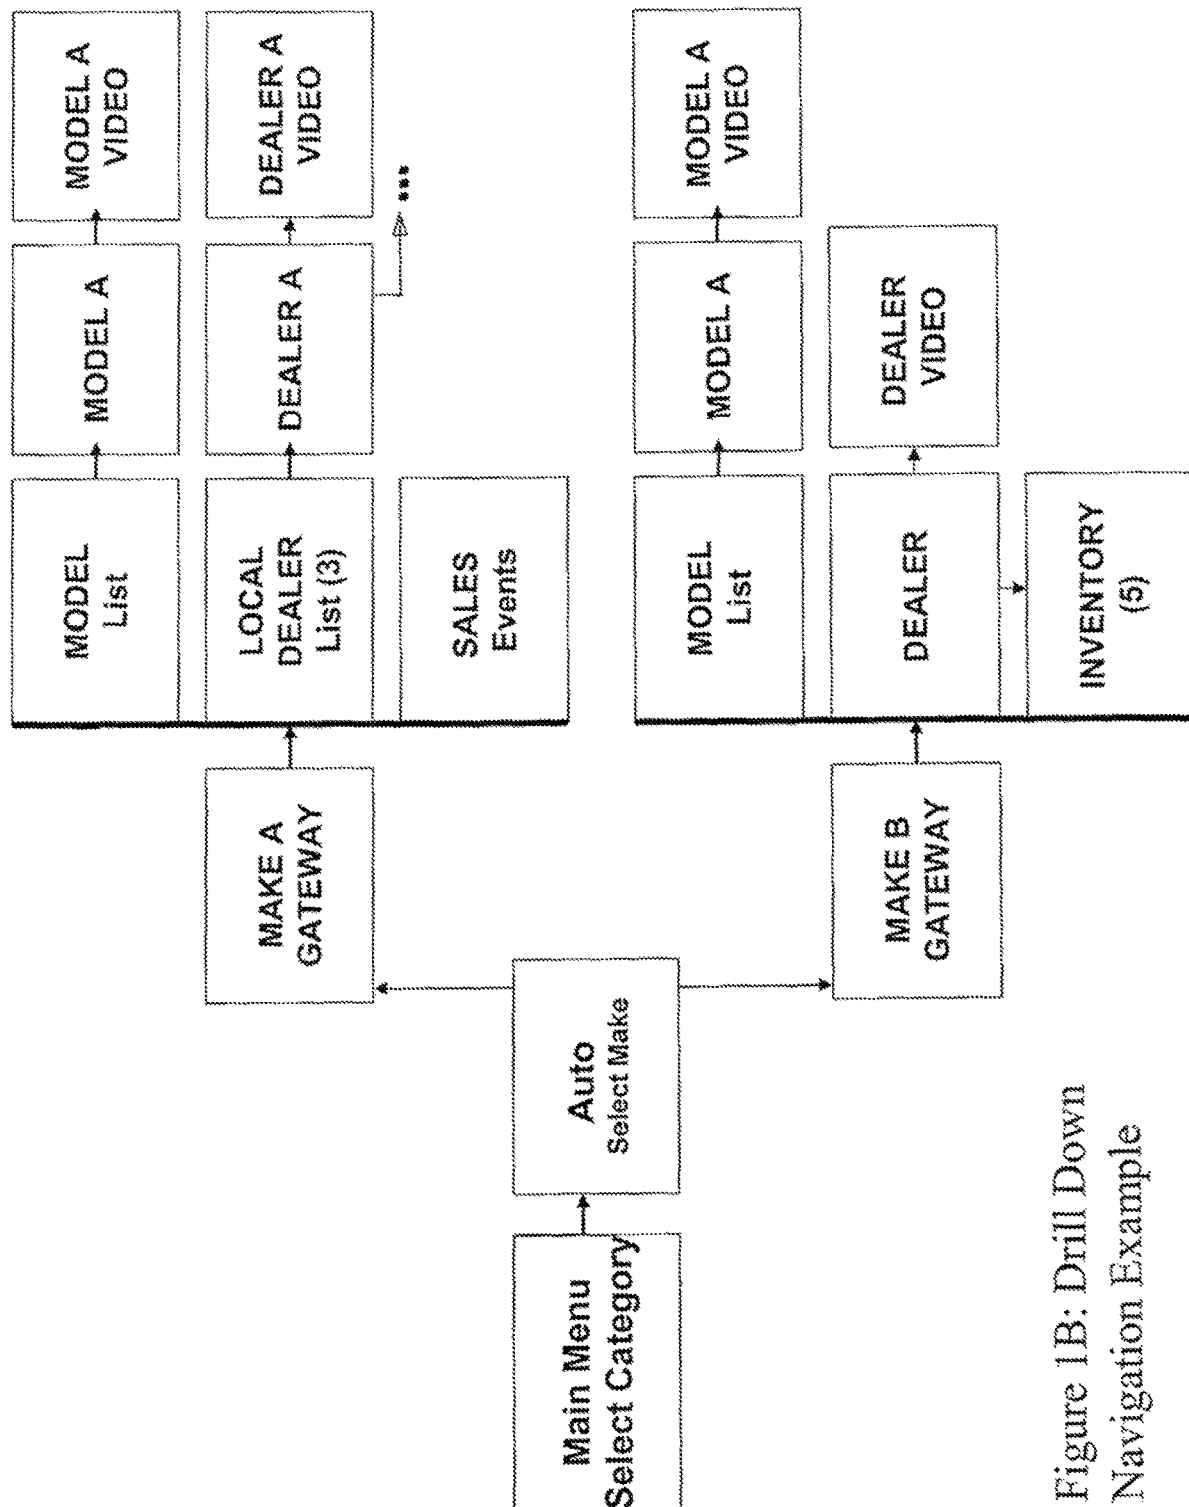 Main Menu
Select Category
Auto
Select Make
MAKE A
GATEWAY
MODEL
List
MODEL A
MODEL A
VIDEO
LOCAL
DEALER
List (3)
DEALER A
DEALER A
VIDEO
SALES
Events
MAKE B
GATEWAY
MODEL
List
MODEL A
MODEL A
VIDEO
DEALER
DEALER
VIDEO
INVENTORY
(5)
Figure 1B: Drill Down
Navigation Example